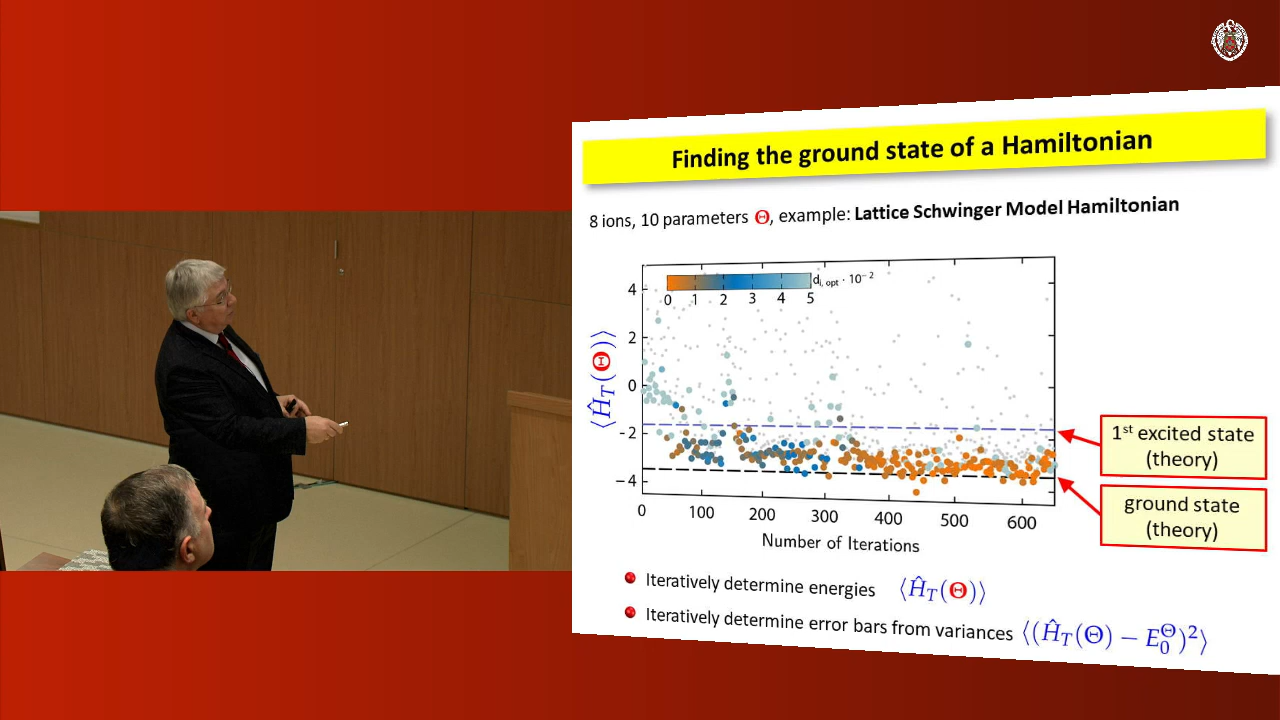 Finding the ground state of a Hamiltonian
8 ions, 10 parameters Θ, example: Lattice Schwinger Model Hamiltonian
⟨Ĥ_T(Θ)⟩
4
2
0
-2
-4
0 1 2 3 4 5
d_i, opt · 10^-2
0 100 200 300 400 500 600
Number of Iterations
1st excited state
(theory)
ground state
(theory)
Iteratively determine energies ⟨Ĥ_T(Θ)⟩
Iteratively determine error bars from variances ⟨(Ĥ_T(Θ) − E_0^Θ)^2⟩